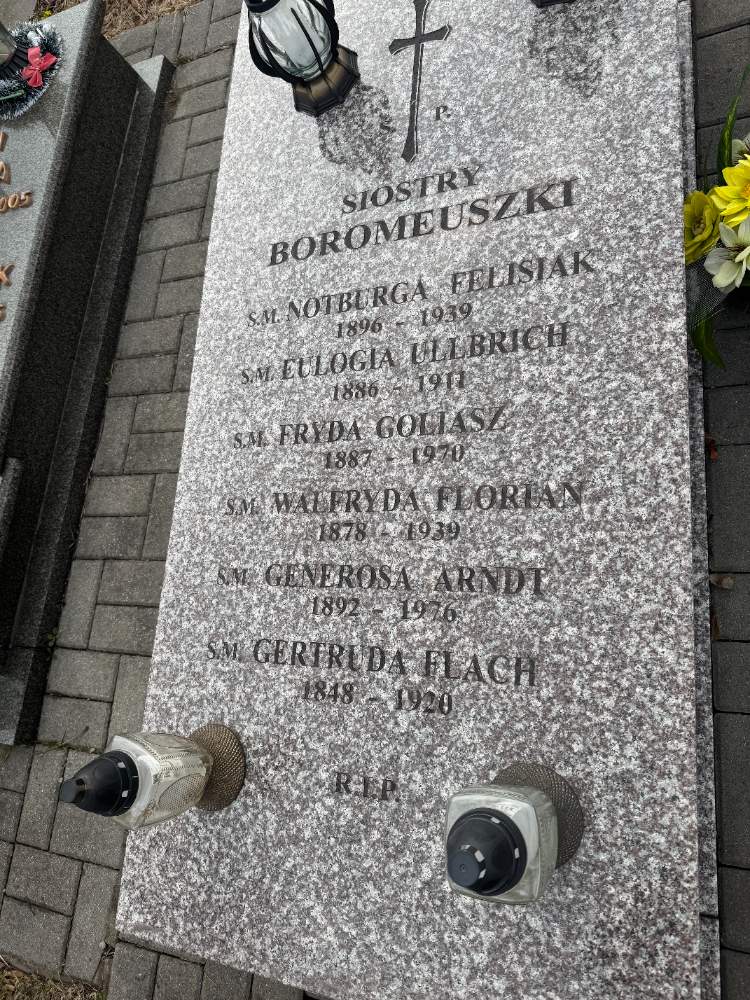 P.
SIOSTRY
BOROMEUSZKI
S.M. NOTBURGA FELISIAK
1896 - 1939
S.M. EULOGIA ULLBRICH
1886 - 1911
S.M. FRYDA GOLIASZ
1887 - 1970
S.M. WALFRYDA FLORIAN
1878 - 1939
S.M. GENEROSA ARNDT
1892 - 1976
S.M. GERTRUDA FLACH
1848 - 1920
R.I.P.
005